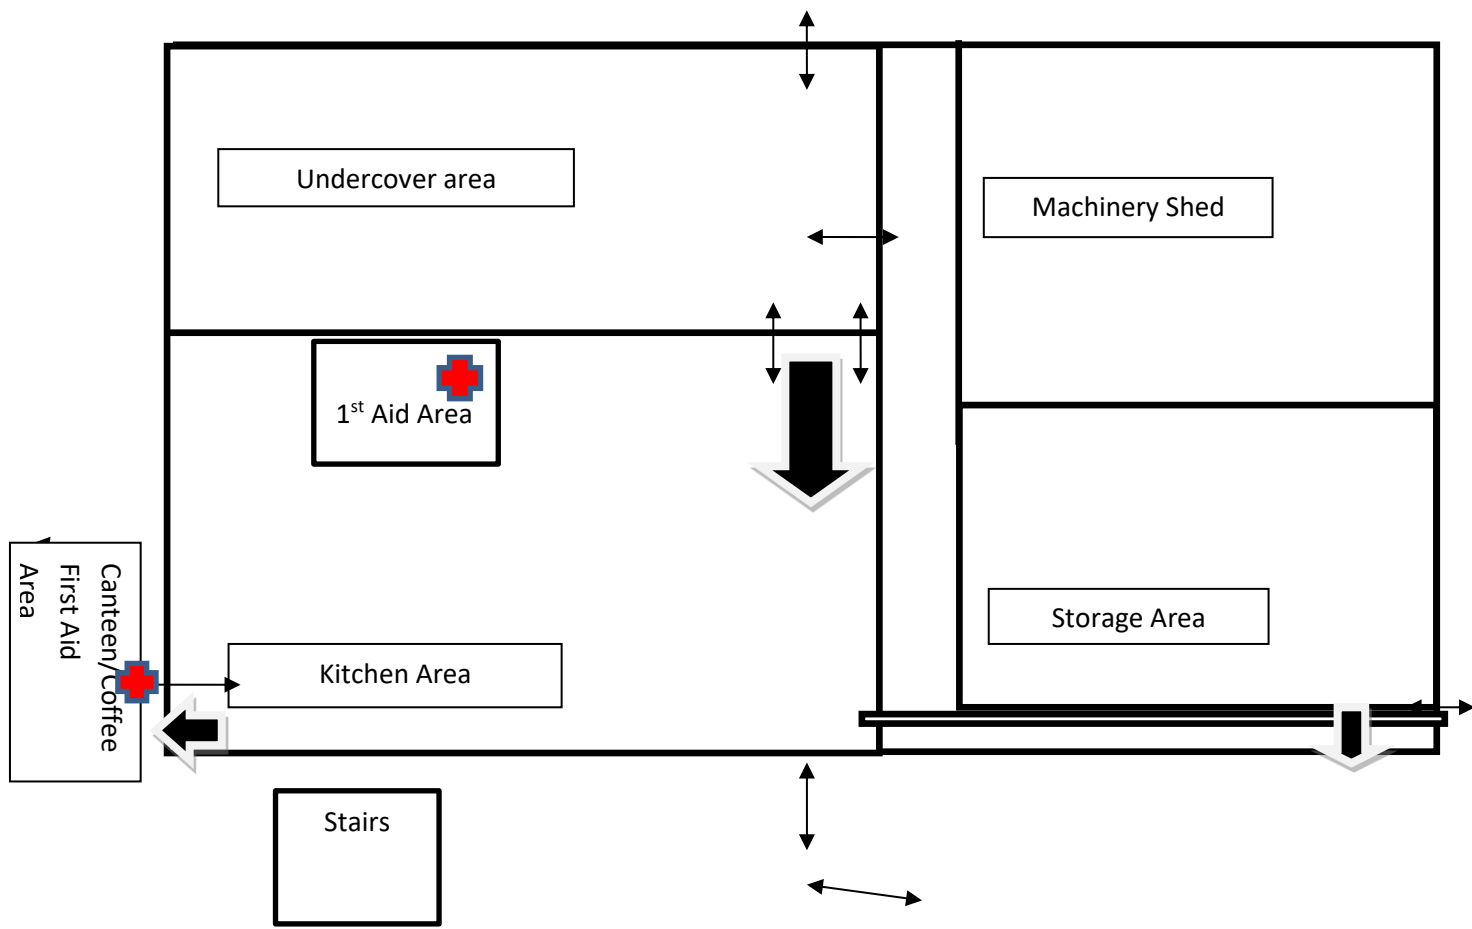 Undercover area
Machinery Shed
1st Aid Area
Canteen/Coffee
First Aid
Area
Storage Area
Kitchen Area
Stairs